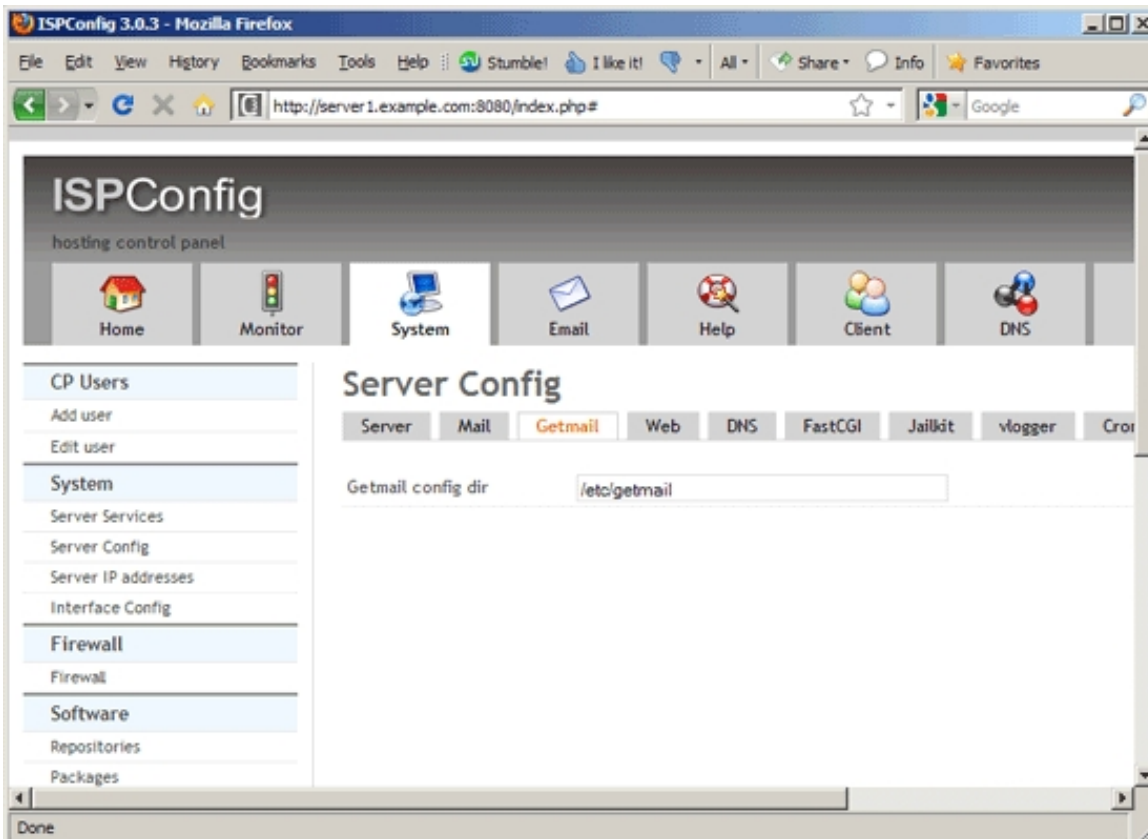 ISPConfig 3.0.3 - Mozilla Firefox
File Edit View History Bookmarks Tools Help Stumble! I like it! All Share Info Favorites
http://server1.example.com:8080/index.php# Google
ISPConfig
hosting control panel
Home Monitor System Email Help Client DNS
CP Users
Add user
Edit user
System
Server Services
Server Config
Server IP addresses
Interface Config
Firewall
Firewall
Software
Repositories
Packages
Server Config
Server Mail Getmail Web DNS FastCGI Jailkit vlogger Cron
Getmail config dir /etc/getmail
Done